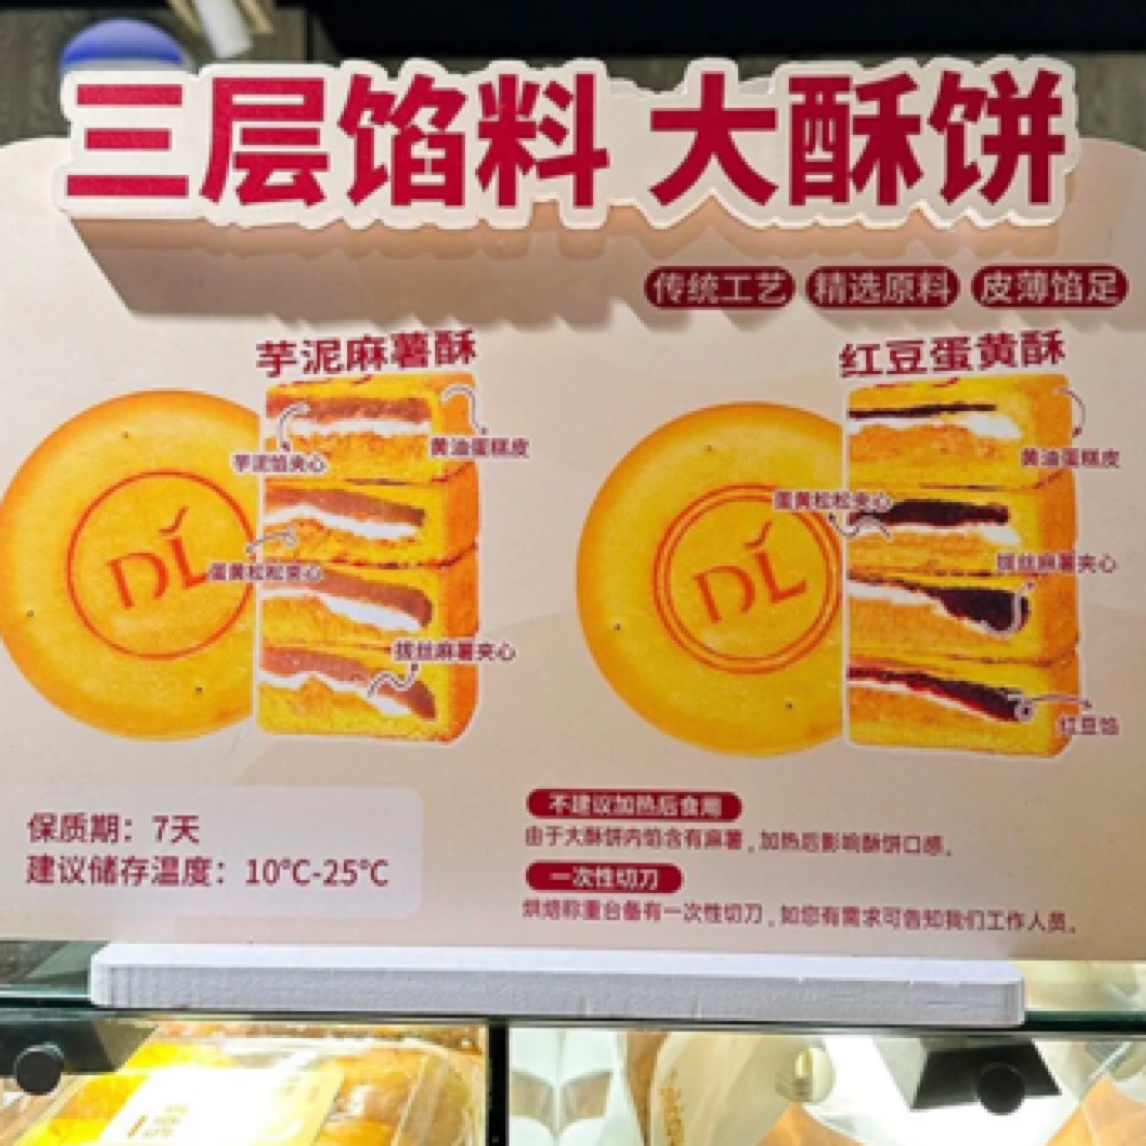 三层馅料 大酥饼
传统工艺 精选原料 皮薄馅足
芋泥麻薯酥
芋泥馅夹心
黄油蛋糕皮
蛋黄松松夹心
拔丝麻薯夹心
DL
红豆蛋黄酥
黄油蛋糕皮
蛋黄松松夹心
拔丝麻薯夹心
红豆馅
DL
保质期：7天
建议储存温度：10℃-25℃
不建议加热后食用
由于大酥饼内馅含有麻薯，加热后影响酥饼口感。
一次性切刀
烘焙称重台备有一次性切刀，如您有需求可告知我们工作人员。